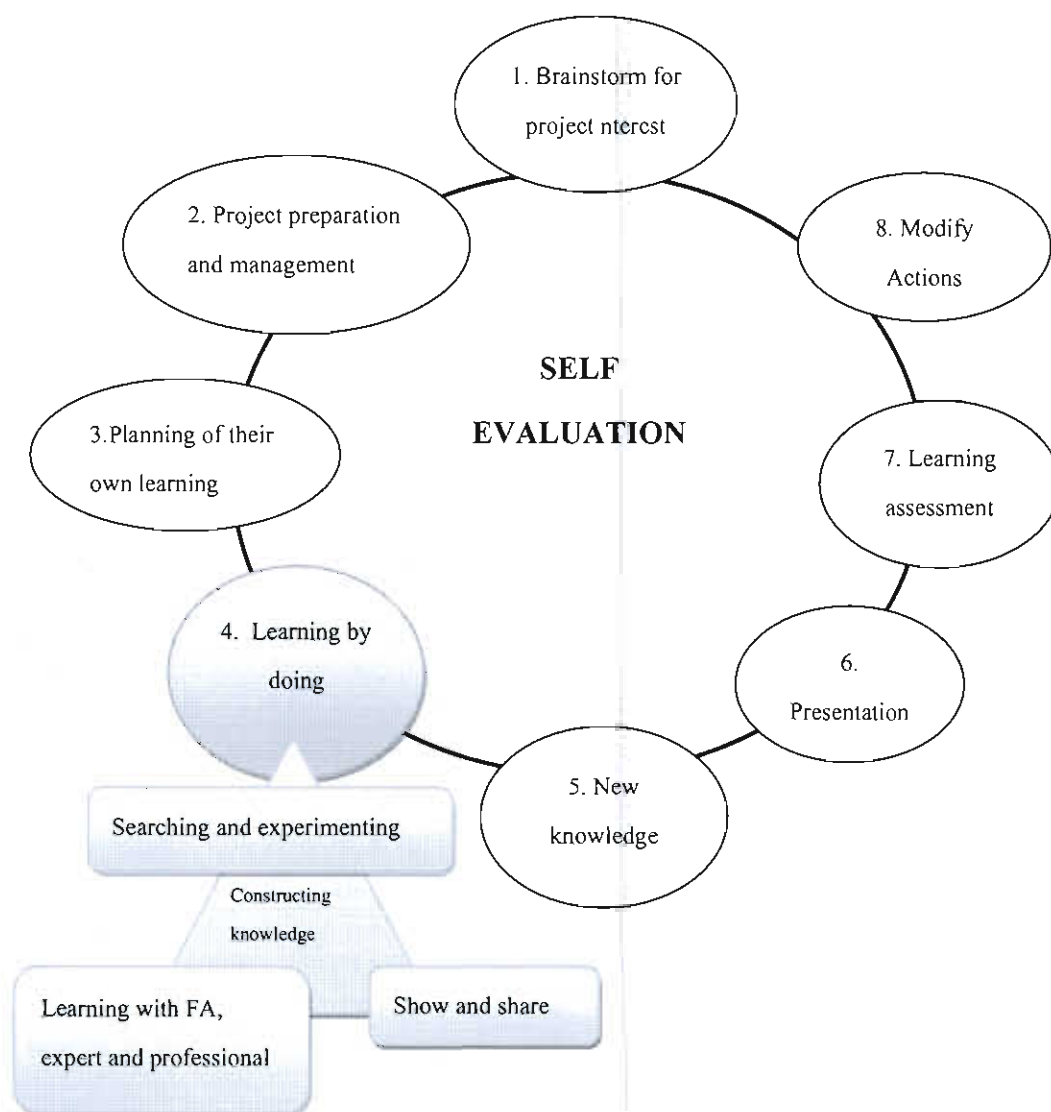 1. Brainstorm for
project nterest
2. Project preparation
and management
8. Modify
Actions
SELF
EVALUATION
3.Planning of their
own learning
7. Learning
assessment
4. Learning by
doing
6.
Presentation
5. New
knowledge
Searching and experimenting
Constructing
knowledge
Learning with FA,
expert and professional
Show and share